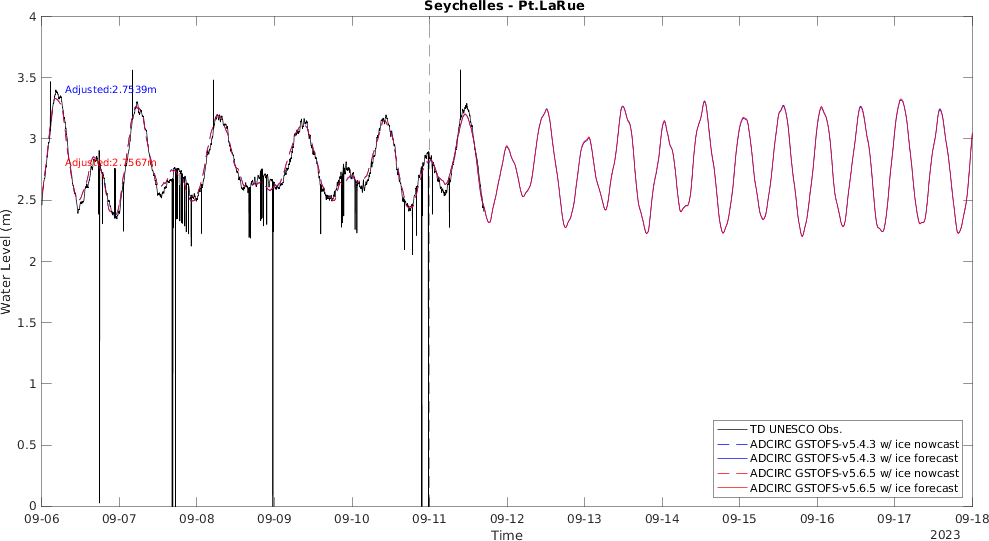 Seychelles - Pt.LaRue
Water Level (m)
4
3.5
3
2.5
2
1.5
1
0.5
0
Adjusted:2.7539m
Adjusted:2.7567m
TD UNESCO Obs.
ADCIRC GSTOFS-v5.4.3 w/ ice nowcast
ADCIRC GSTOFS-v5.4.3 w/ ice forecast
ADCIRC GSTOFS-v5.6.5 w/ ice nowcast
ADCIRC GSTOFS-v5.6.5 w/ ice forecast
09-06 09-07 09-08 09-09 09-10 09-11 09-12 09-13 09-14 09-15 09-16 09-17 09-18
Time
2023